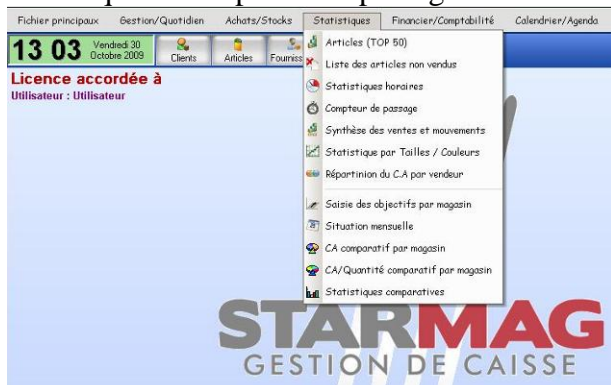 Fichier principaux Gestion/Quotidien Achats/Stocks Statistiques Financier/Comptabilité Calendrier/Agenda
13 03 Vendredi 30
Octobre 2009
Clients Articles Fourniss
Licence accordée à
Utilisateur : Utilisateur
Articles (TOP 50)
Liste des articles non vendus
Statistiques horaires
Compteur de passage
Synthèse des ventes et mouvements
Statistique par Tailles / Couleurs
Répartinion du C.A par vendeur
Saisie des objectifs par magasin
Situation mensuelle
CA comparatif par magasin
CA/Quantité comparatif par magasin
Statistiques comparatives
STARMAG
GESTION DE CAISSE